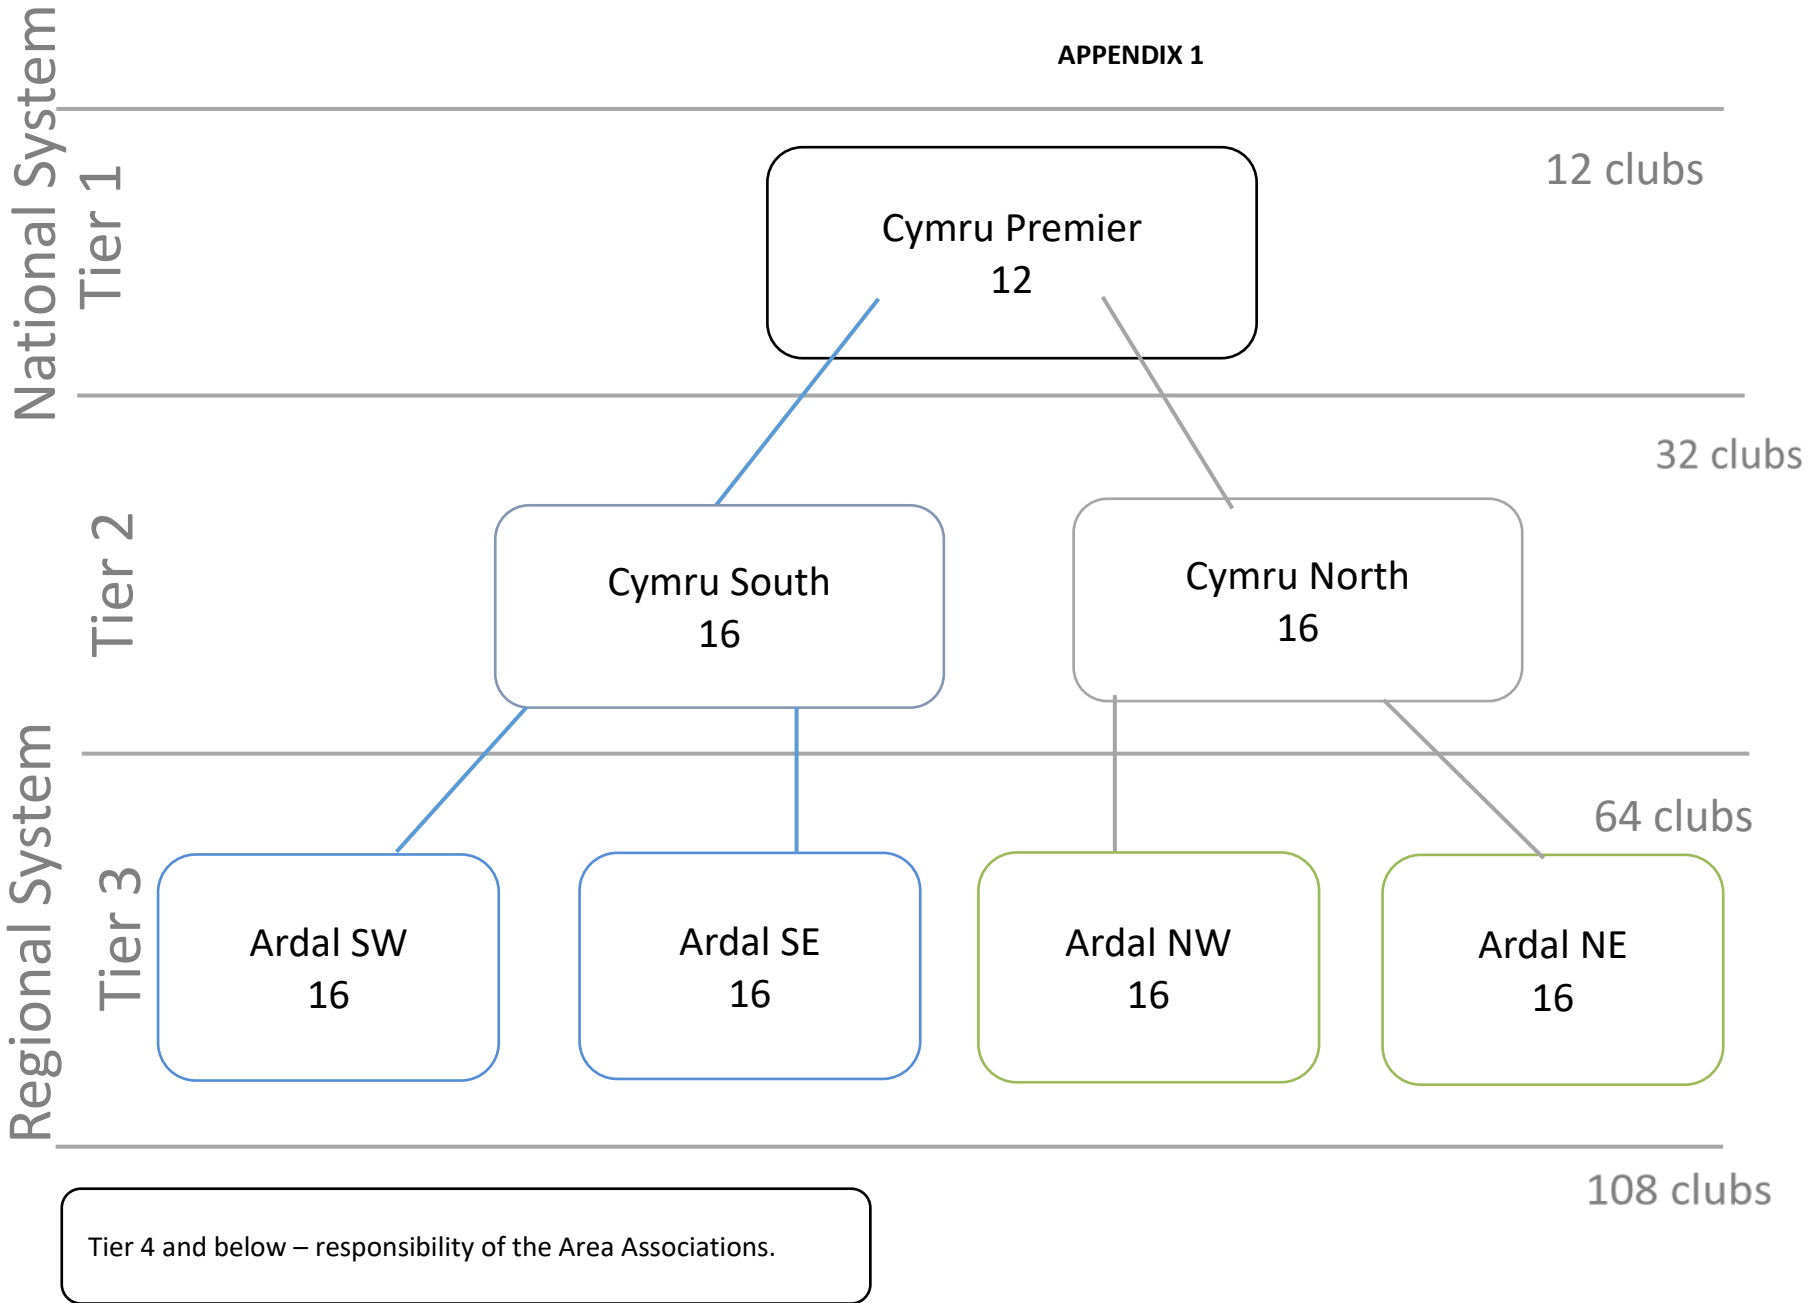 APPENDIX 1
National System
Tier 1
12 clubs
Cymru Premier
12
32 clubs
Tier 2
Cymru South
16
Cymru North
16
Regional System
Tier 3
64 clubs
Ardal SW
16
Ardal SE
16
Ardal NW
16
Ardal NE
16
108 clubs
Tier 4 and below – responsibility of the Area Associations.